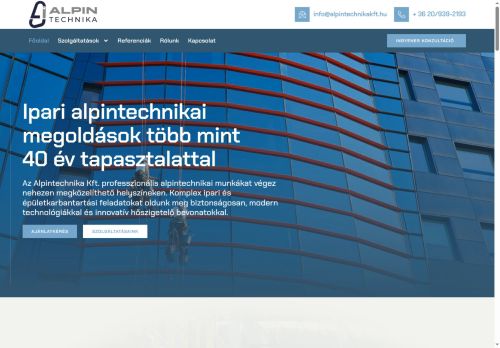 ALPIN
TECHNIKA
info@alpintechnikakft.hu
+ 36 20/939-2193
Főoldal Szolgáltatások Referenciák Rólunk Kapcsolat
INGYENES KONZULTÁCIÓ
Ipari alpintechnikai
megoldások több mint
40 év tapasztalattal
Az Alpintechnika Kft. professzionális alpintechnikai munkákat végez
nehezen megközelíthető helyszíneken. Komplex ipari és
épületkarbantartási feladatokat oldunk meg biztonságosan, modern
technológiákkal és innovatív hőszigetelő bevonatokkal.
AJÁNLATKÉRÉS
SZOLGÁLTATÁSAINK